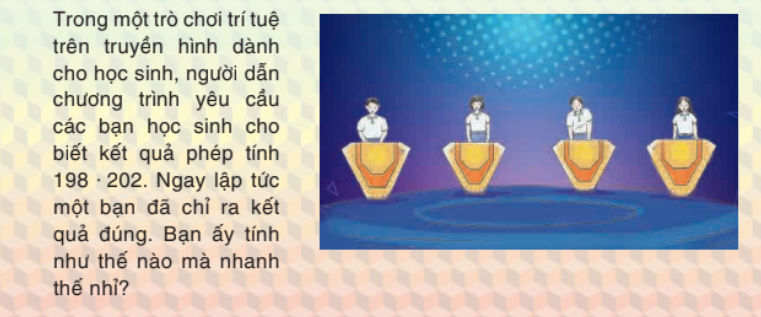 Trong một trò chơi trí tuệ
trên truyền hình dành
cho học sinh, người dẫn
chương trình yêu cầu
các bạn học sinh cho
biết kết quả phép tính
198 · 202. Ngay lập tức
một bạn đã chỉ ra kết
quả đúng. Bạn ấy tính
như thế nào mà nhanh
thế nhỉ?